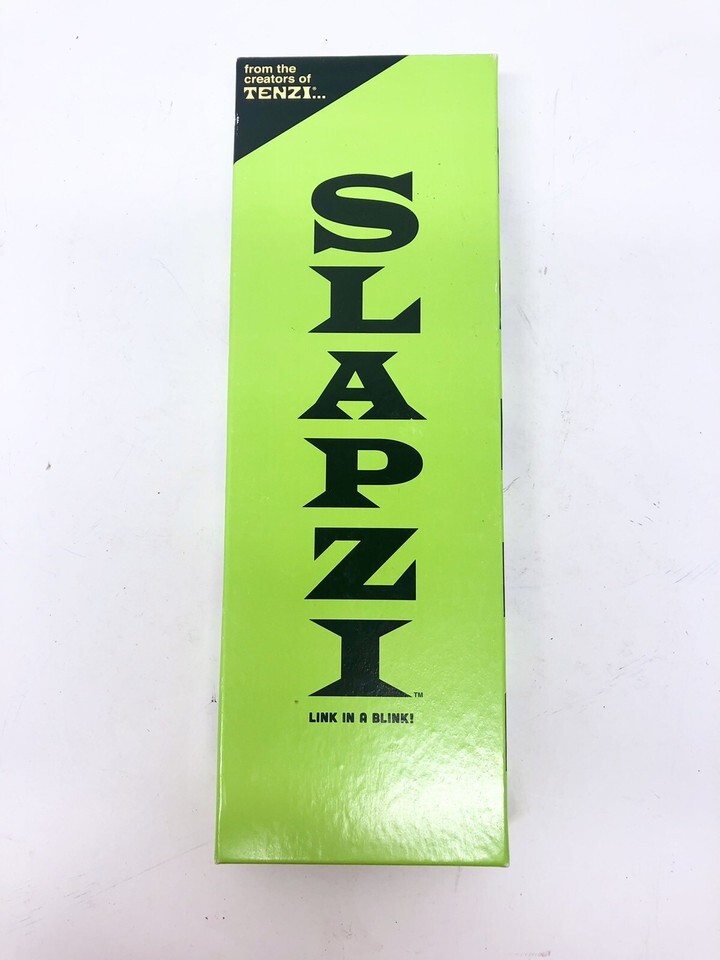 from the
creators of
TENZI®...
SLAPZI™
LINK IN A BLINK!